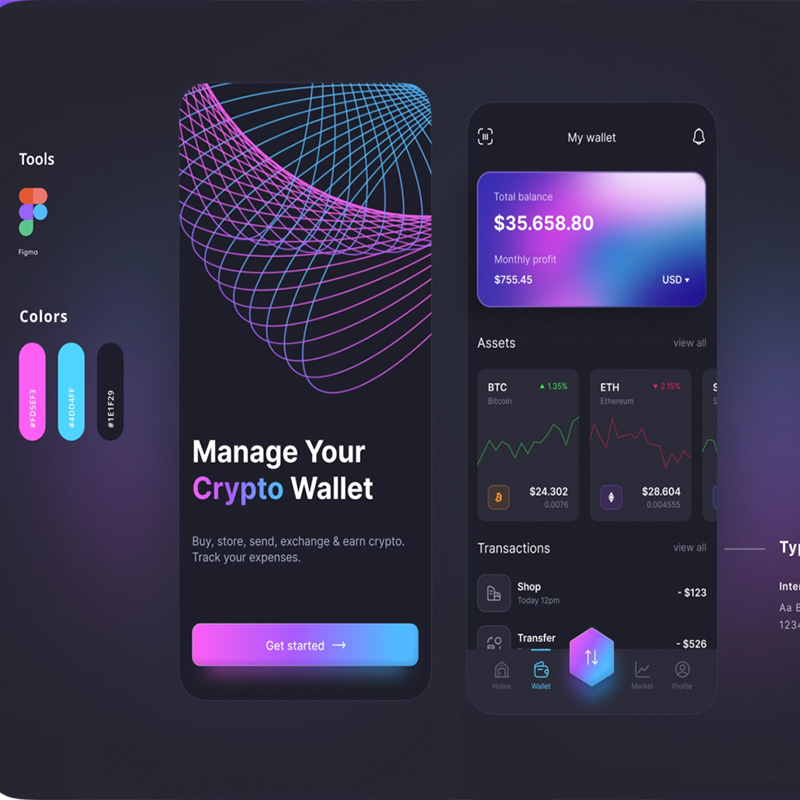 Tools
Figma
Colors
#FD5EF3
#4DD4FF
#1E1F29
Manage Your
Crypto Wallet
Buy, store, send, exchange & earn crypto.
Track your expenses.
Get started →
My wallet
Total balance
$35.658.80
Monthly profit
$755.45 USD
Assets view all
BTC 1.35%
Bitcoin
$24.302
0.0076
ETH 2.15%
Ethereum
$28.604
0.004555
S
S
Transactions view all
Shop - $123
Today 12pm
Transfer - $526
Home Wallet Market Profile
Typ
Inter
Aa B
1234